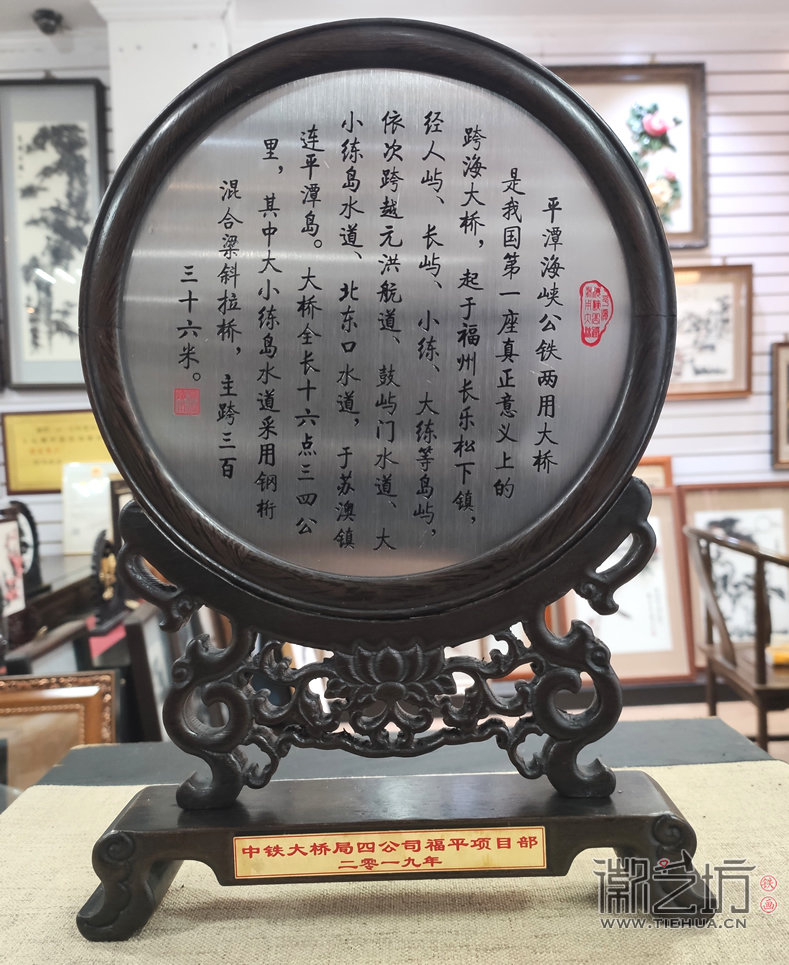 平潭海峡公铁两用大桥
是我国第一座真正意义上的
跨海大桥，起于福州长乐松下镇，
经人屿、长屿、小练、大练等岛屿，
依次跨越元洪航道、鼓屿门水道、大
小练岛水道、北东口水道，于苏澳镇
连平潭岛。大桥全长十六点三四公
里，其中大小练岛水道采用钢桁
混合梁斜拉桥，主跨三百
三十六米。
中铁大桥局四公司福平项目部
二零一九年
徽艺坊
铁画
WWW.TIEHUA.CN